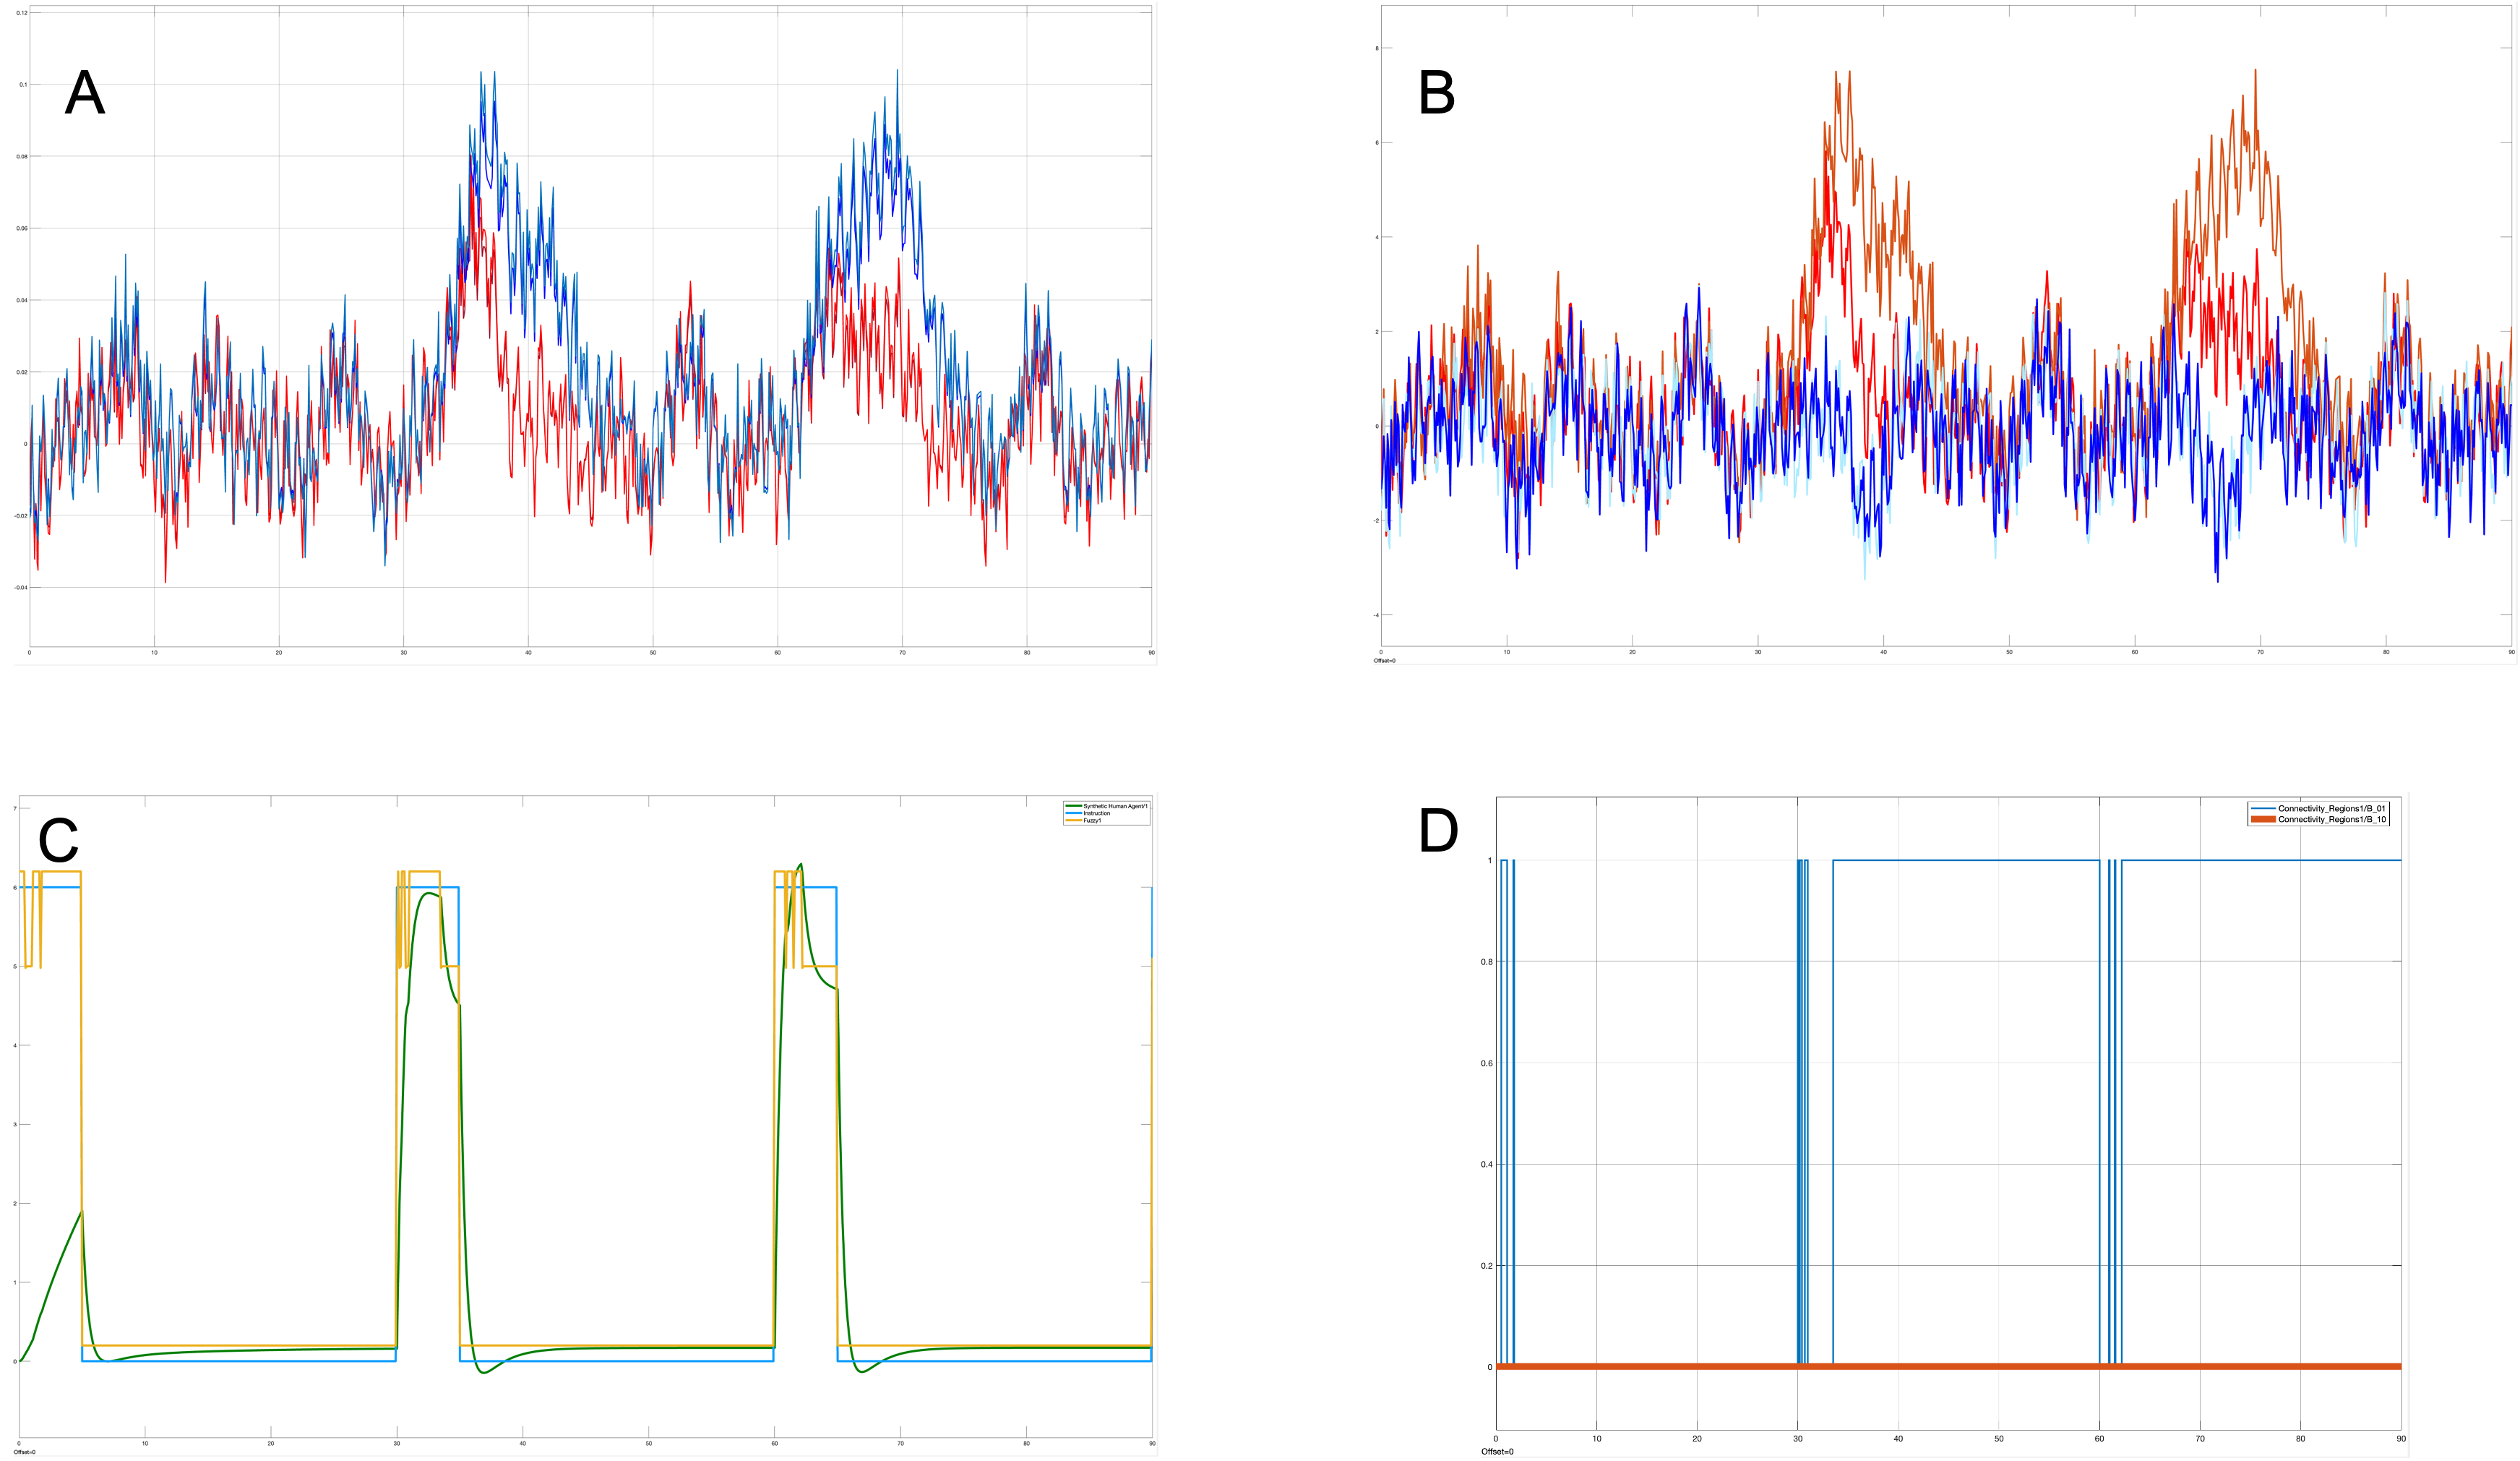 A
0.12
0.1
0.08
0.06
0.04
0.02
0
-0.02
-0.04
0 10 20 30 40 50 60 70 80 90
B
8
6
4
2
0
-2
-4
0 10 20 30 40 50 60 70 80 90
Offset=0
C
Synthetic Human Agent/1
Instruction
Fuzzy1
7
6
5
4
3
2
1
0
0 10 20 30 40 50 60 70 80 90
Offset=0
D
Connectivity_Regions1/B_01
Connectivity_Regions1/B_10
1
0.8
0.6
0.4
0.2
0
0 10 20 30 40 50 60 70 80 90
Offset=0